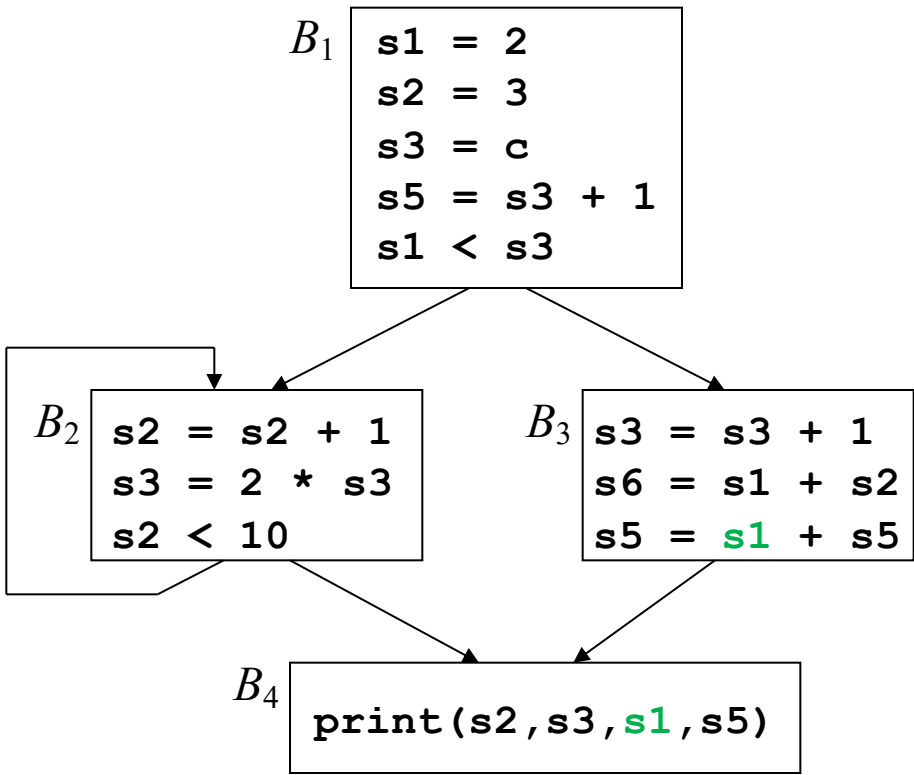 B1
s1 = 2
s2 = 3
s3 = c
s5 = s3 + 1
s1 < s3
B2
s2 = s2 + 1
s3 = 2 * s3
s2 < 10
B3
s3 = s3 + 1
s6 = s1 + s2
s5 = s1 + s5
B4
print(s2,s3,s1,s5)